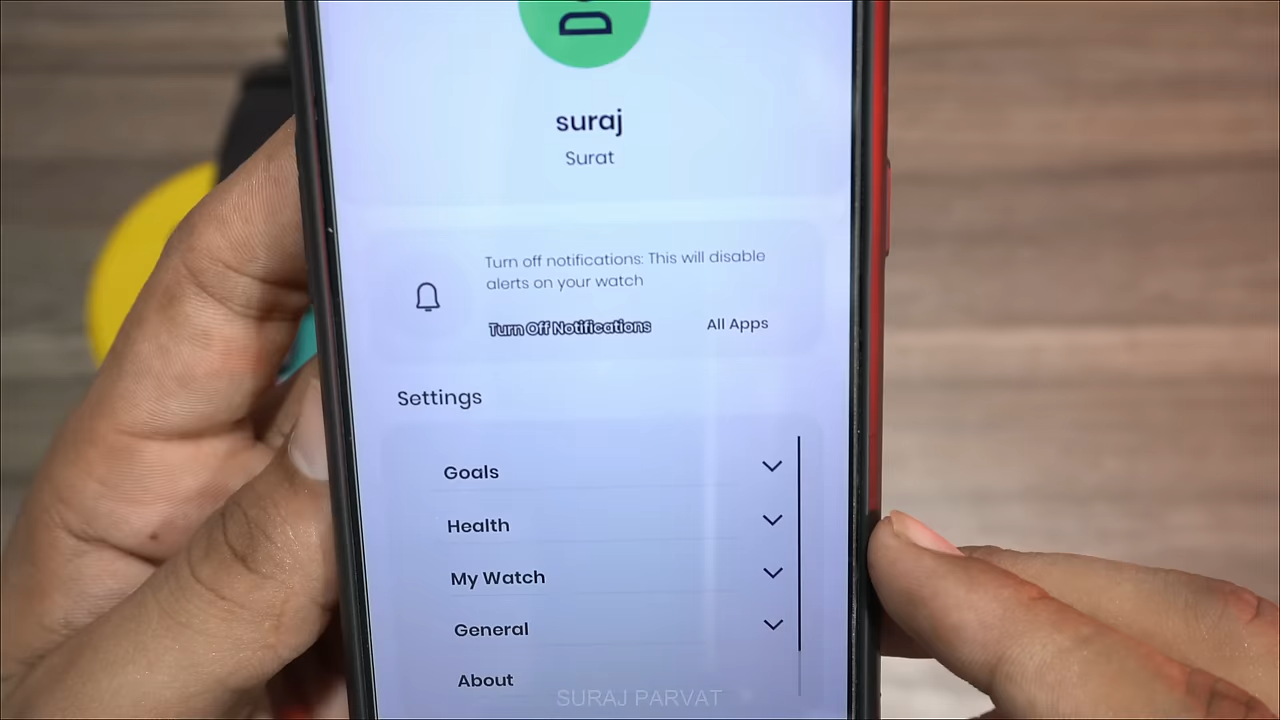 suraj
Surat
Turn off notifications: This will disable
alerts on your watch
Turn Off Notifications
All Apps
Settings
Goals
Health
My Watch
General
About
SURAJ PARVAT